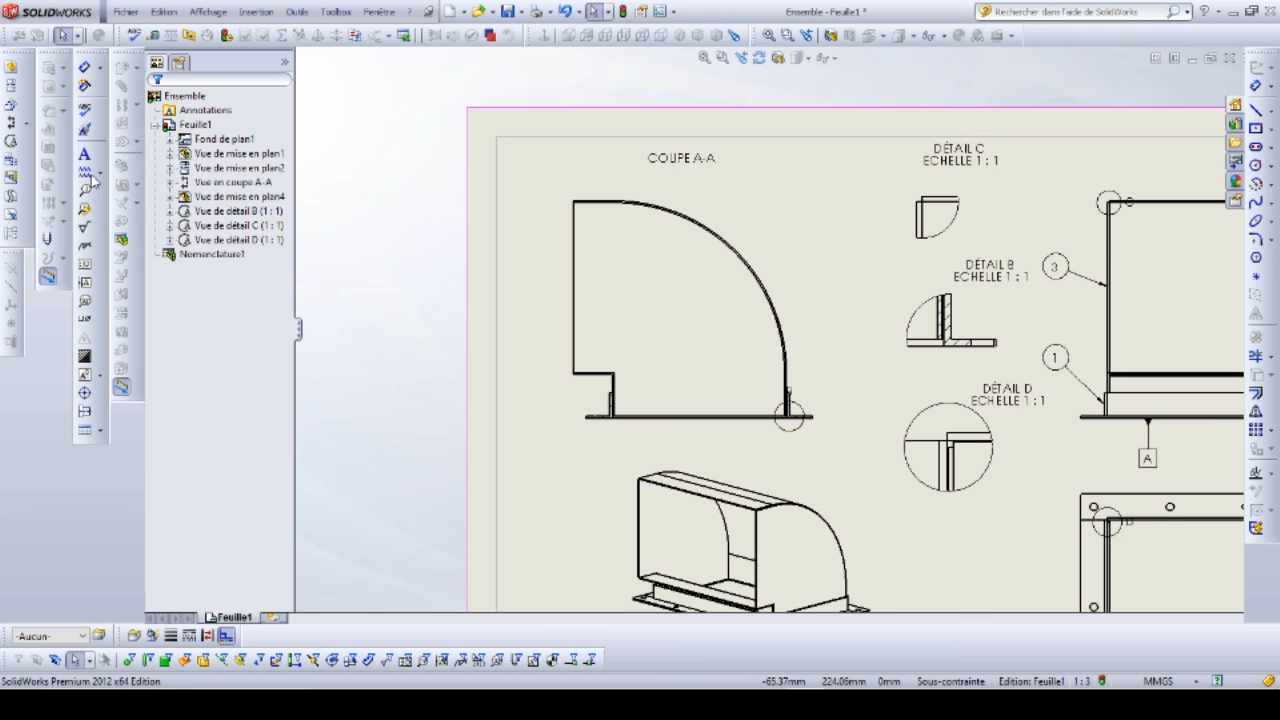 SOLIDWORKS
Fichier Edition Affichage Insertion Outils Toolbox Fenêtre ?
Ensemble - Feuille1 *
Rechercher dans l'aide de SolidWorks
Ensemble
Annotations
Feuille1
Fond de plan1
Vue de mise en plan1
Vue de mise en plan2
Vue en coupe A-A
Vue de mise en plan4
Vue de détail B (1 : 1)
Vue de détail C (1 : 1)
Vue de détail D (1 : 1)
Nomenclature1
COUPE A-A
DÉTAIL C
ECHELLE 1 : 1
DÉTAIL B
ECHELLE 1 : 1
3
1
DÉTAIL D
ECHELLE 1 : 1
A
Feuille1
-Aucun-
SolidWorks Premium 2012 x64 Edition
-65.37mm 224.06mm 0mm Sous-contrainte Edition: Feuille1 1 : 3 MMGS